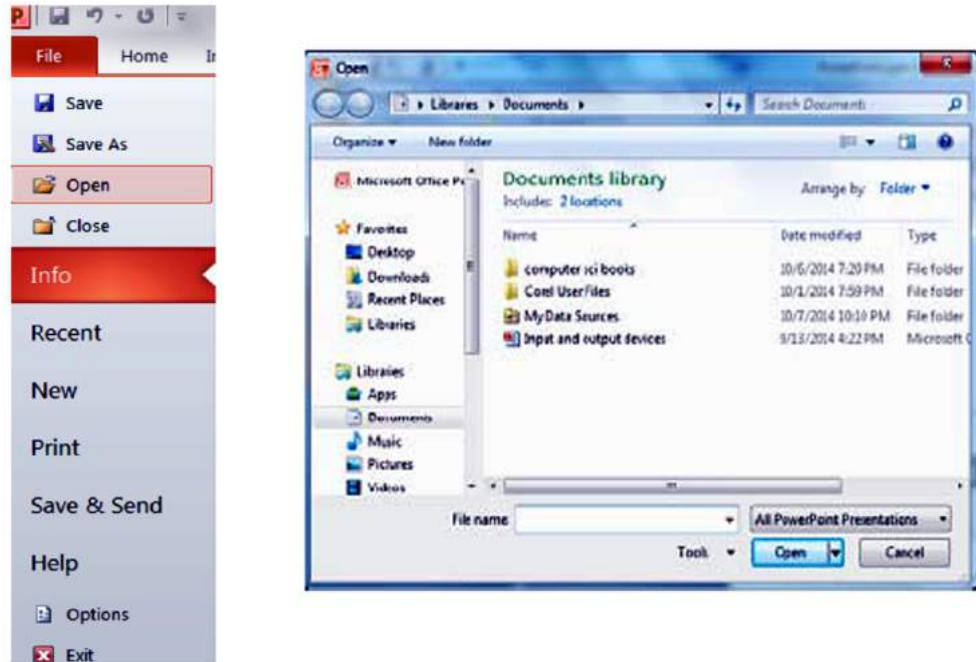 P
File Home
Save
Save As
Open
Close
Info
Recent
New
Print
Save & Send
Help
Options
Exit
Open
Libraries Documents
Search Documents
Organize New folder
Microsoft Office
Documents library
Includes: 2 locations
Arrange by Folder
Favorites
Desktop
Downloads
Recent Places
Libraries
Libraries
Apps
Documents
Music
Pictures
Videos
Name Date modified Type
computer sci books 10/6/2014 7:20 PM File folder
Corel User Files 10/1/2014 7:59 PM File folder
My Data Sources 10/7/2014 10:10 PM File folder
Input and output devices 9/13/2014 4:22 PM Microsoft
File name
All PowerPoint Presentations
Tools
Open
Cancel